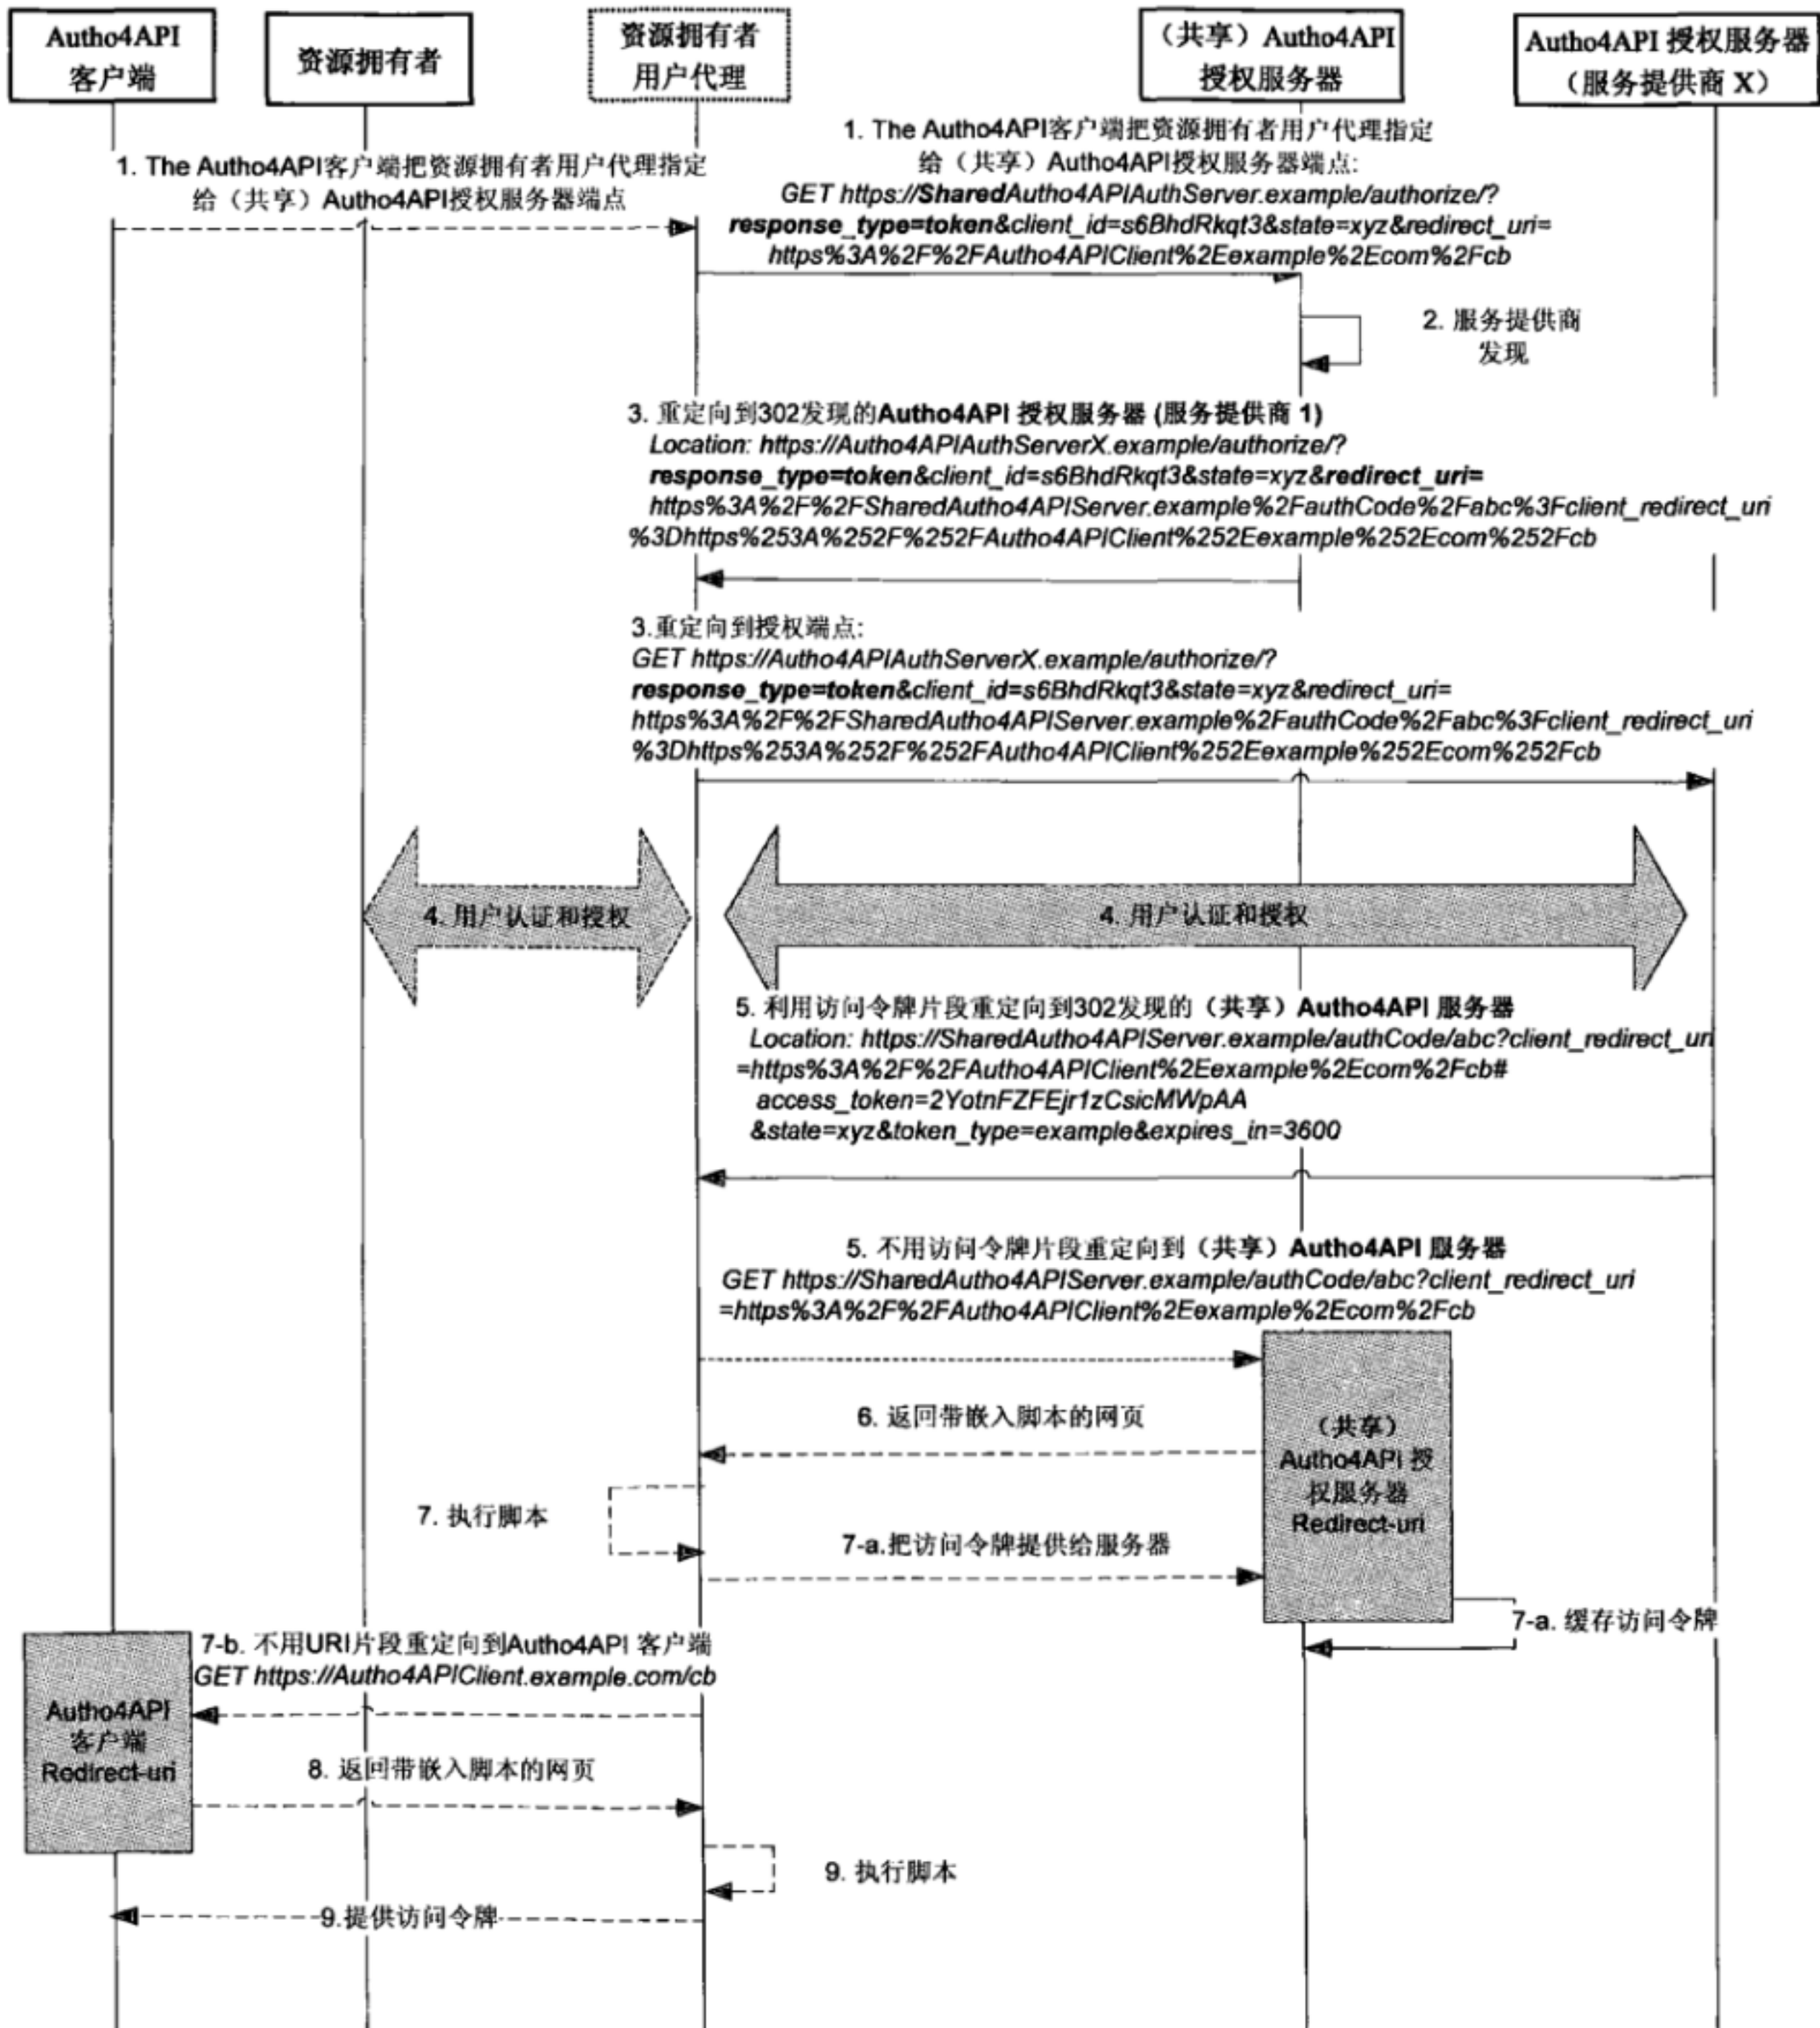 Autho4API
客户端
资源拥有者
资源拥有者
用户代理
（共享）Autho4API
授权服务器
Autho4API 授权服务器
（服务提供商 X）
1. The Autho4API客户端把资源拥有者用户代理指定
给（共享）Autho4API授权服务器端点
1. The Autho4API客户端把资源拥有者用户代理指定
给（共享）Autho4API授权服务器端点:
GET https://SharedAutho4APIAuthServer.example/authorize/?
response_type=token&client_id=s6BhdRkqt3&state=xyz&redirect_uri=
https%3A%2F%2FAutho4APIClient%2Eexample%2Ecom%2Fcb
2. 服务提供商
发现
3. 重定向到302发现的Autho4API 授权服务器 (服务提供商 1)
Location: https://Autho4APIAuthServerX.example/authorize/?
response_type=token&client_id=s6BhdRkqt3&state=xyz&redirect_uri=
https%3A%2F%2FSharedAutho4APIServer.example%2FauthCode%2Fabc%3Fclient_redirect_uri
%3Dhttps%253A%252F%252FAutho4APIClient%252Eexample%252Ecom%252Fcb
3.重定向到授权端点:
GET https://Autho4APIAuthServerX.example/authorize/?
response_type=token&client_id=s6BhdRkqt3&state=xyz&redirect_uri=
https%3A%2F%2FSharedAutho4APIServer.example%2FauthCode%2Fabc%3Fclient_redirect_uri
%3Dhttps%253A%252F%252FAutho4APIClient%252Eexample%252Ecom%252Fcb
4. 用户认证和授权
4. 用户认证和授权
5. 利用访问令牌片段重定向到302发现的（共享）Autho4API 服务器
Location: https://SharedAutho4APIServer.example/authCode/abc?client_redirect_uri
=https%3A%2F%2FAutho4APIClient%2Eexample%2Ecom%2Fcb#
access_token=2YotnFZFEjr1zCsicMWpAA
&state=xyz&token_type=example&expires_in=3600
5. 不用访问令牌片段重定向到（共享）Autho4API 服务器
GET https://SharedAutho4APIServer.example/authCode/abc?client_redirect_uri
=https%3A%2F%2FAutho4APIClient%2Eexample%2Ecom%2Fcb
6. 返回带嵌入脚本的网页
（共享）
Autho4API 授
权服务器
Redirect-uri
7. 执行脚本
7-a.把访问令牌提供给服务器
7-a. 缓存访问令牌
7-b. 不用URI片段重定向到Autho4API 客户端
GET https://Autho4APIClient.example.com/cb
Autho4API
客户端
Redirect-uri
8. 返回带嵌入脚本的网页
9. 执行脚本
9.提供访问令牌